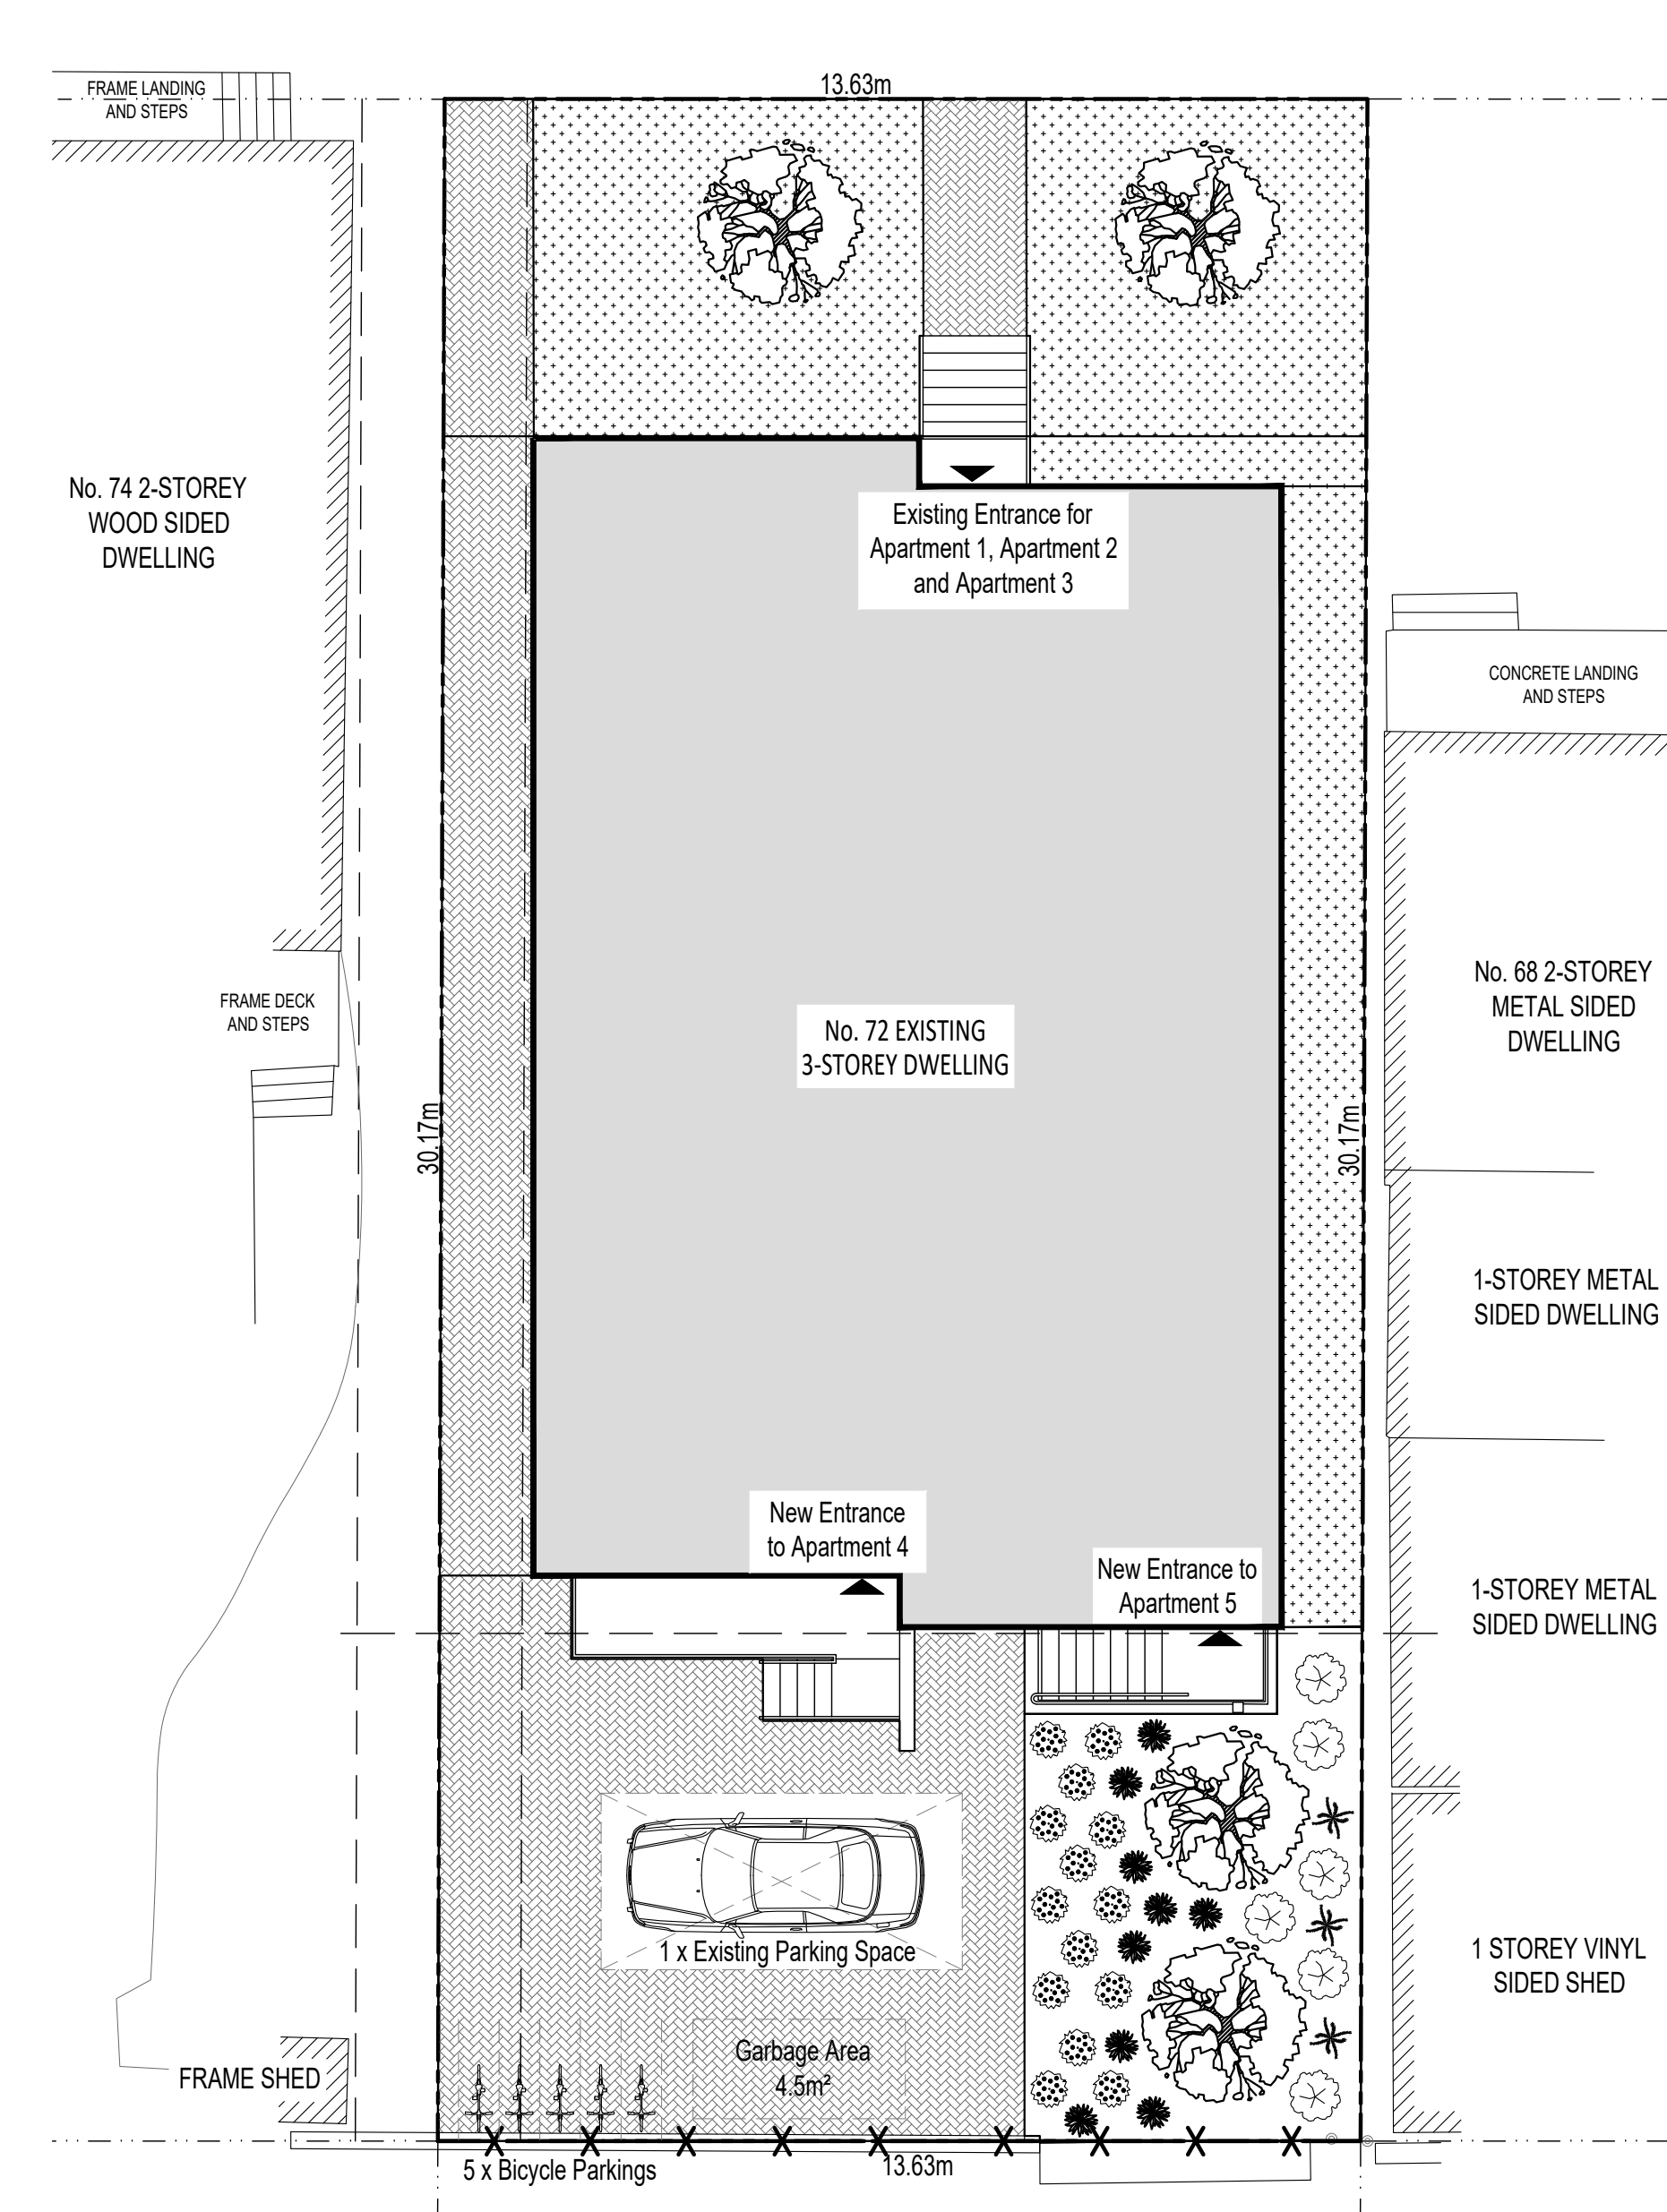 13.63m
FRAME LANDING
AND STEPS
No. 74 2-STOREY
WOOD SIDED
DWELLING
Existing Entrance for
Apartment 1, Apartment 2
and Apartment 3
CONCRETE LANDING
AND STEPS
No. 68 2-STOREY
METAL SIDED
DWELLING
FRAME DECK
AND STEPS
No. 72 EXISTING
3-STOREY DWELLING
30.17m
30.17m
1-STOREY METAL
SIDED DWELLING
New Entrance
to Apartment 4
New Entrance to
Apartment 5
1-STOREY METAL
SIDED DWELLING
1 x Existing Parking Space
1 STOREY VINYL
SIDED SHED
Garbage Area
4.5m²
FRAME SHED
5 x Bicycle Parkings
13.63m